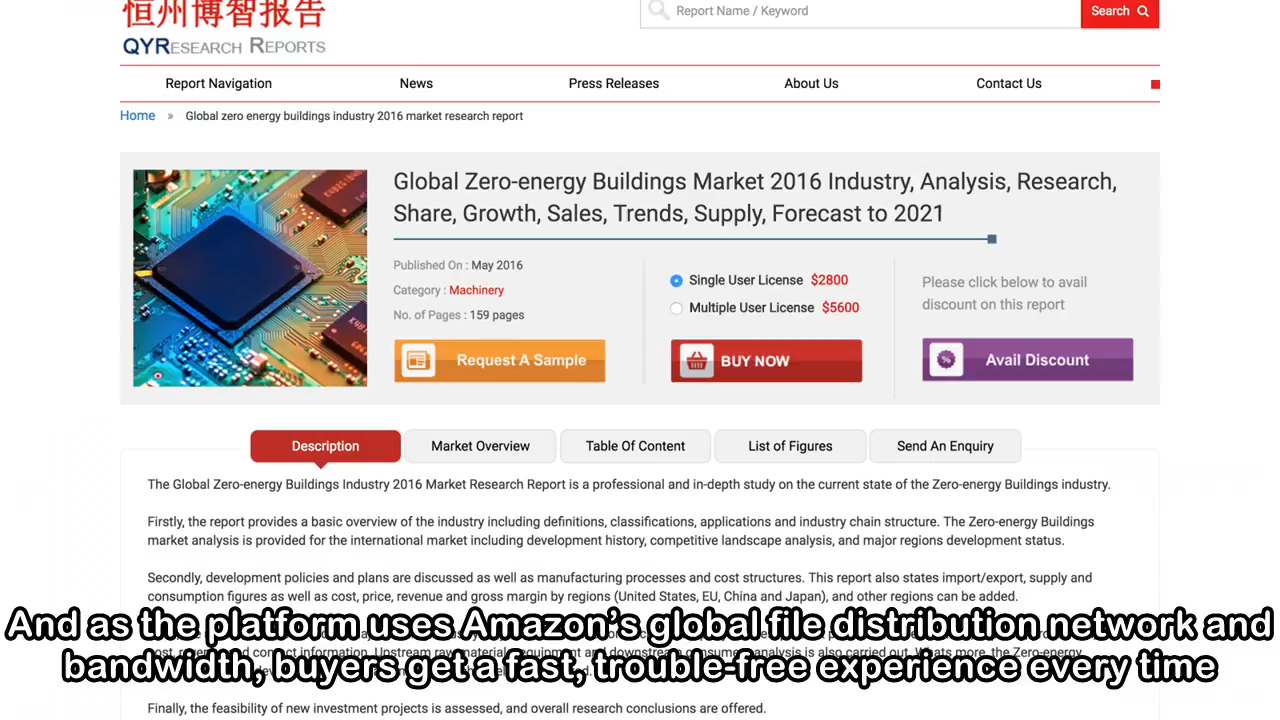 恒州博智报告
QYRESEARCH REPORTS
Report Name / Keyword
Search
Report Navigation
News
Press Releases
About Us
Contact Us
Home » Global zero energy buildings industry 2016 market research report
Global Zero-energy Buildings Market 2016 Industry, Analysis, Research,
Share, Growth, Sales, Trends, Supply, Forecast to 2021
Published On : May 2016
Category : Machinery
No. of Pages : 159 pages
Request A Sample
Single User License $2800
Multiple User License $5600
BUY NOW
Please click below to avail
discount on this report
Avail Discount
Description
Market Overview
Table Of Content
List of Figures
Send An Enquiry
The Global Zero-energy Buildings Industry 2016 Market Research Report is a professional and in-depth study on the current state of the Zero-energy Buildings industry.
Firstly, the report provides a basic overview of the industry including definitions, classifications, applications and industry chain structure. The Zero-energy Buildings
market analysis is provided for the international market including development history, competitive landscape analysis, and major regions development status.
Secondly, development policies and plans are discussed as well as manufacturing processes and cost structures. This report also states import/export, supply and
consumption figures as well as cost, price, revenue and gross margin by regions (United States, EU, China and Japan), and other regions can be added.
And as the platform uses Amazon's global file distribution network and
bandwidth, buyers get a fast, trouble-free experience every time
Finally, the feasibility of new investment projects is assessed, and overall research conclusions are offered.